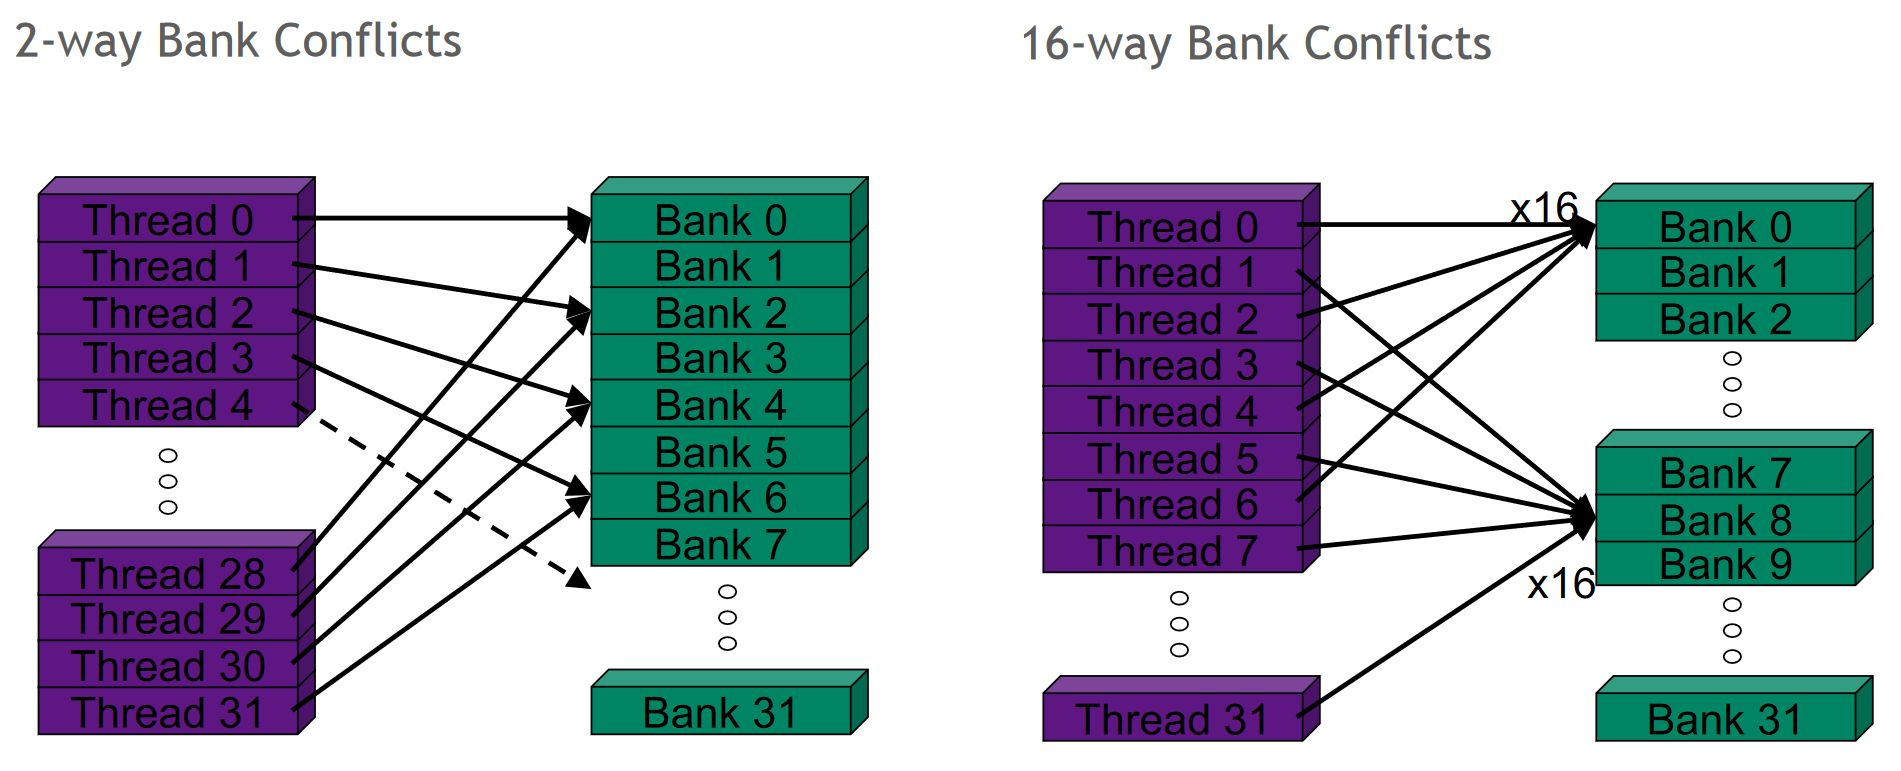 2-way Bank Conflicts
Thread 0
Thread 1
Thread 2
Thread 3
Thread 4
Thread 28
Thread 29
Thread 30
Thread 31
Bank 0
Bank 1
Bank 2
Bank 3
Bank 4
Bank 5
Bank 6
Bank 7
Bank 31
16-way Bank Conflicts
Thread 0
Thread 1
Thread 2
Thread 3
Thread 4
Thread 5
Thread 6
Thread 7
Thread 31
x16
x16
Bank 0
Bank 1
Bank 2
Bank 7
Bank 8
Bank 9
Bank 31